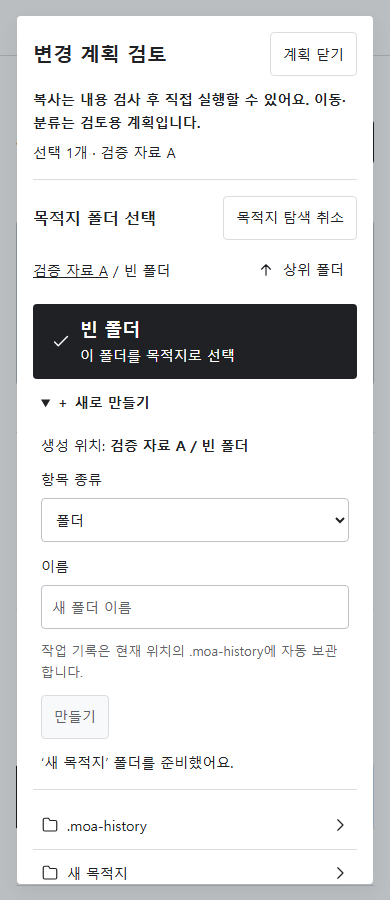 변경 계획 검토
계획 닫기
복사는 내용 검사 후 직접 실행할 수 있어요. 이동·
분류는 검토용 계획입니다.
선택 1개 · 검증 자료 A
목적지 폴더 선택
목적지 탐색 취소
검증 자료 A / 빈 폴더
↑ 상위 폴더
✓ 빈 폴더
이 폴더를 목적지로 선택
▼ + 새로 만들기
생성 위치: 검증 자료 A / 빈 폴더
항목 종류
폴더
이름
새 폴더 이름
작업 기록은 현재 위치의 .moa-history에 자동 보관
합니다.
만들기
‘새 목적지’ 폴더를 준비했어요.
.moa-history
새 목적지